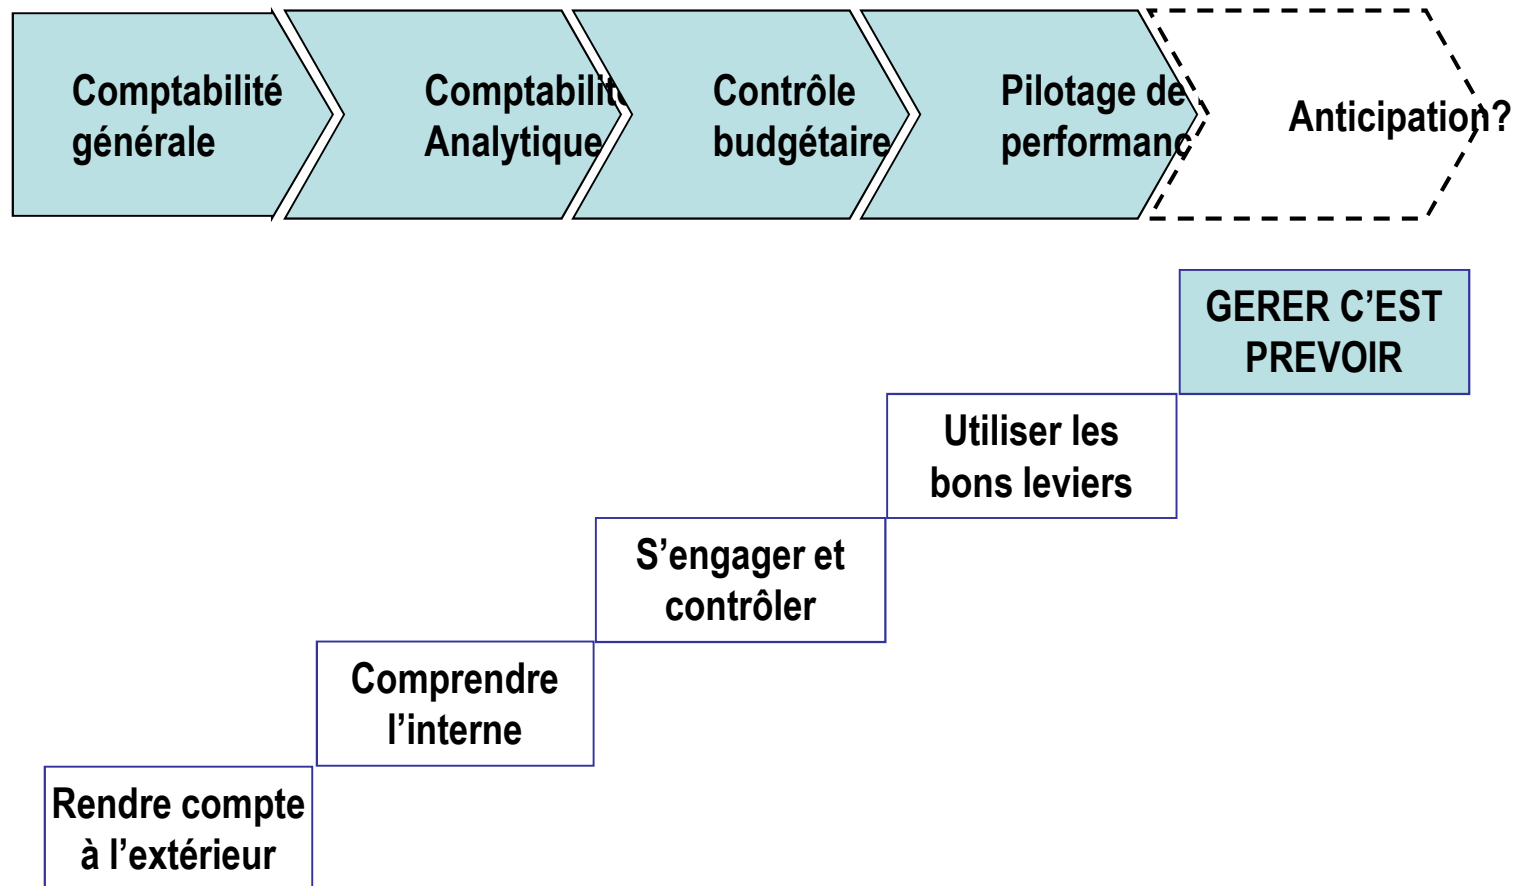 Comptabilité
générale
Comptabilité
Analytique
Contrôle
budgétaire
Pilotage de
performanc
Anticipation?
GERER C’EST
PREVOIR
Utiliser les
bons leviers
S’engager et
contrôler
Comprendre
l’interne
Rendre compte
à l’extérieur